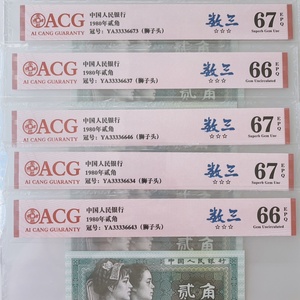 ACG
AI CANG GUARANTY
中国人民银行
1980年贰角
冠号: YA33336673 (狮子头)
数三
☆☆☆
67 EPQ
Superb Gem Unc
ACG
AI CANG GUARANTY
中国人民银行
1980年贰角
冠号: YA33336637 (狮子头)
数三
☆☆☆
66 EPQ
Gem Uncirculated
ACG
AI CANG GUARANTY
中国人民银行
1980年贰角
冠号: YA33336646 (狮子头)
数三
☆☆☆
67 EPQ
Superb Gem Unc
ACG
AI CANG GUARANTY
中国人民银行
1980年贰角
冠号: YA33336634 (狮子头)
数三
☆☆☆
67 EPQ
Superb Gem Unc
ACG
AI CANG GUARANTY
中国人民银行
1980年贰角
冠号: YA33336643 (狮子头)
数三
☆☆☆
66 EPQ
Gem Uncirculated
中国人民银行
贰角